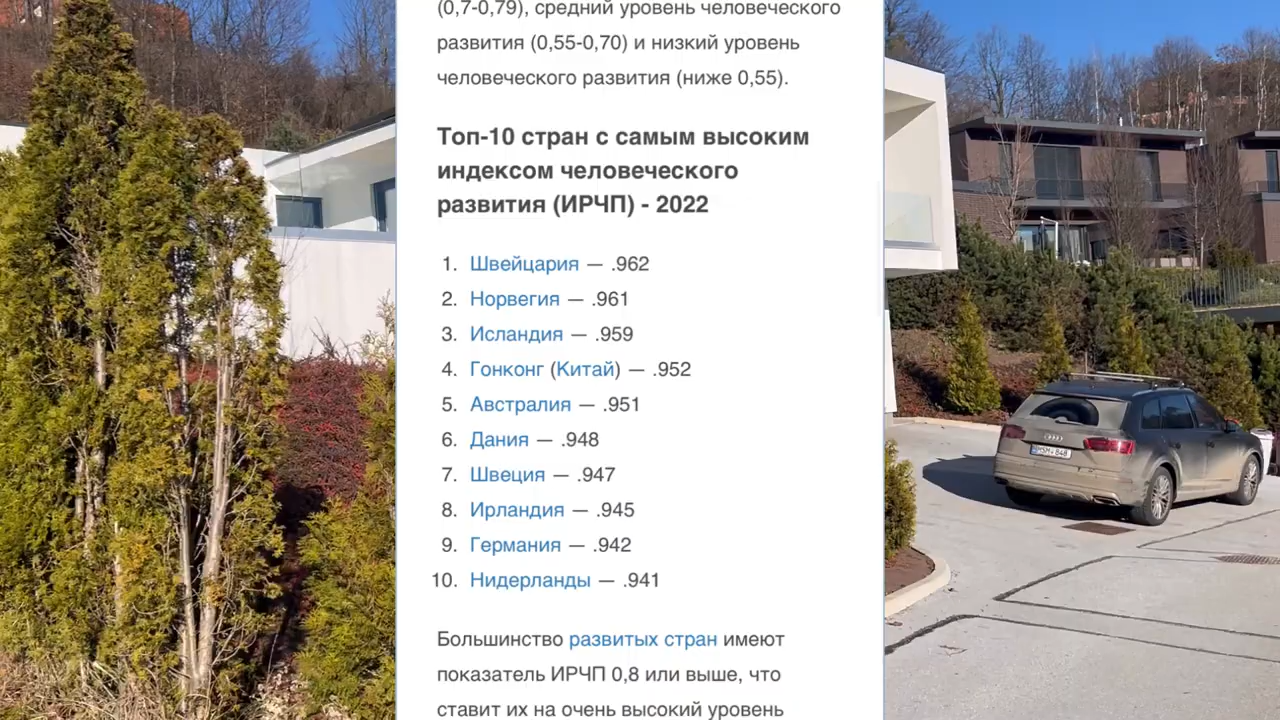 (0,7-0,79), средний уровень человеческого
развития (0,55-0,70) и низкий уровень
человеческого развития (ниже 0,55).
Топ-10 стран с самым высоким
индексом человеческого
развития (ИРЧП) - 2022
1. Швейцария — .962
2. Норвегия — .961
3. Исландия — .959
4. Гонконг (Китай) — .952
5. Австралия — .951
6. Дания — .948
7. Швеция — .947
8. Ирландия — .945
9. Германия — .942
10. Нидерланды — .941
Большинство развитых стран имеют
показатель ИРЧП 0,8 или выше, что
ставит их на очень высокий уровень